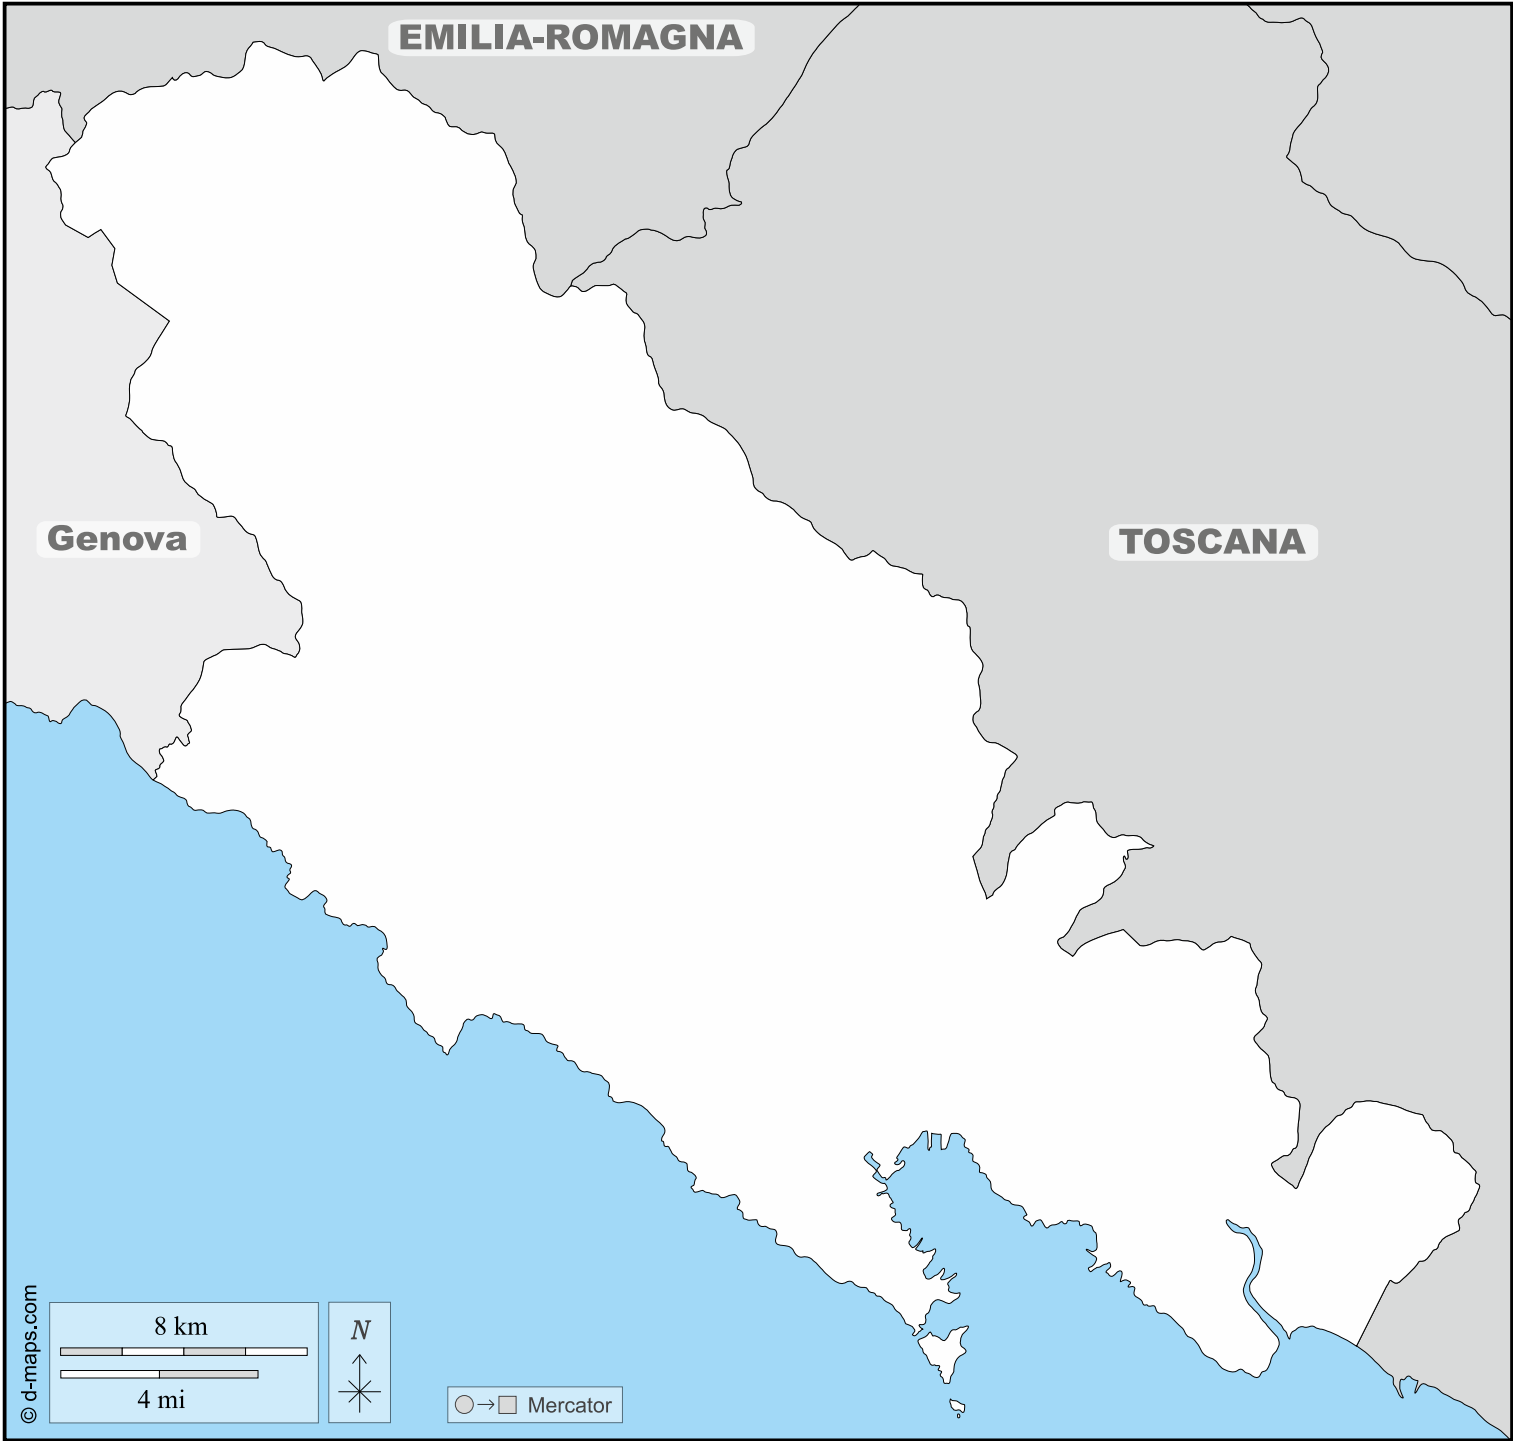 EMILIA-ROMAGNA
Genova
TOSCANA
8 km
4 mi
N
Mercator
© d-maps.com